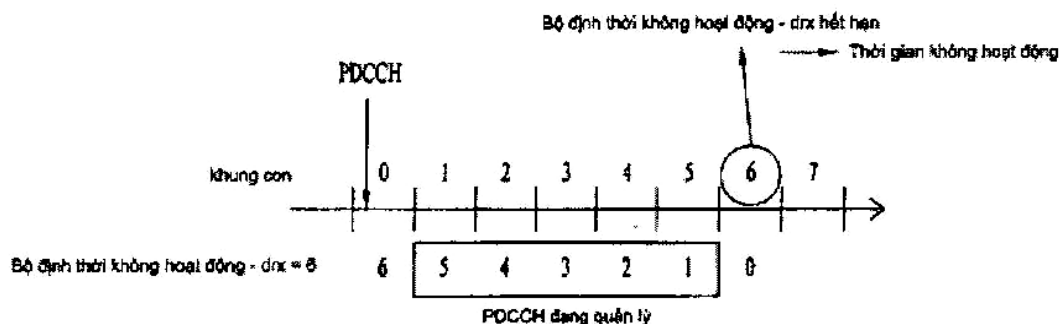 Bộ định thời không hoạt động - drx hết hạn
Thời gian không hoạt động
PDCCH
khung con 0 1 2 3 4 5 6 7
Bộ định thời không hoạt động - drx = 6 6 5 4 3 2 1 0
PDCCH đang quản lý